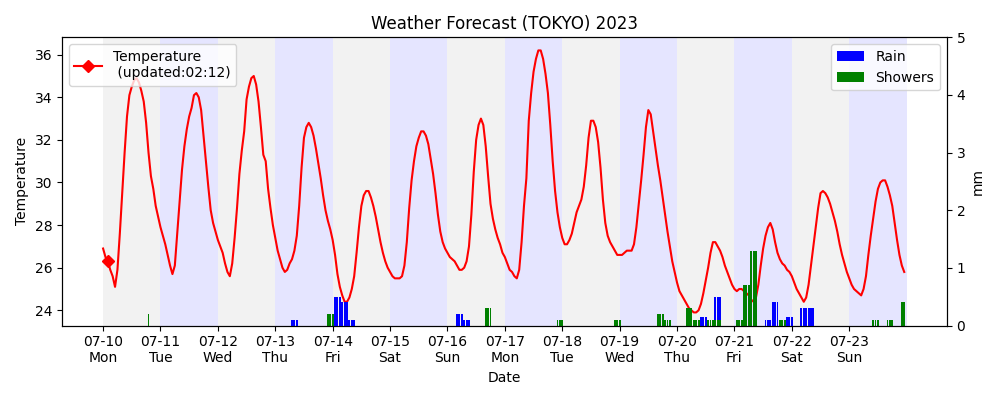 Weather Forecast (TOKYO) 2023
Temperature
(updated:02:12)
Rain
Showers
Temperature
36
34
32
30
28
26
24
5
4
3
2
1
0
mm
07-10 07-11 07-12 07-13 07-14 07-15 07-16 07-17 07-18 07-19 07-20 07-21 07-22 07-23
Mon Tue Wed Thu Fri Sat Sun Mon Tue Wed Thu Fri Sat Sun
Date